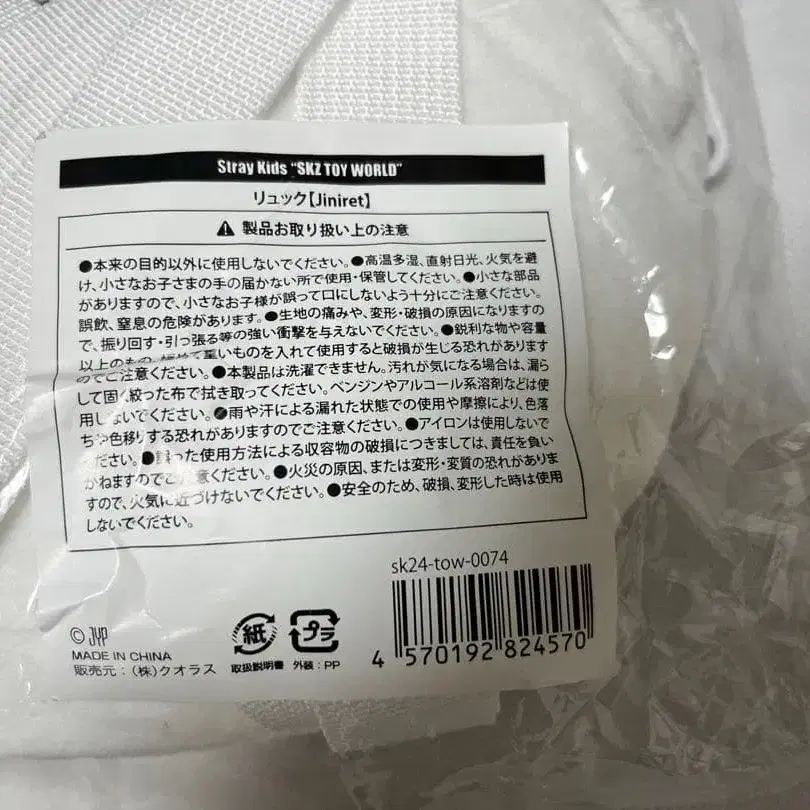 Stray Kids "SKZ TOY WORLD"
リュック【Jiniret】
製品お取り扱い上の注意
●本来の目的以外に使用しないでください。●高温多湿、直射日光、火気を避
け、小さなお子さまの手の届かない所で使用・保管してください。●小さな部品
がありますので、小さなお子様が誤って口にしないよう十分にご注意ください。
誤飲、窒息の危険があります。●生地の痛みや、変形・破損の原因になりますの
で、振り回す・引っ張る等の強い衝撃を与えないでください。●鋭利な物や容量
以上のもの、極めて重いものを入れて使用すると破損が生じる恐れがあります
のでご注意ください。●本製品は洗濯できません。汚れが気になる場合は、濡ら
して固く絞った布で拭き取ってください。ベンジンやアルコール系溶剤などは使
用しないでください。●雨や汗による漏れた状態での使用や摩擦により、色落
ちや色移りする恐れがありますのでご注意ください。●アイロンは使用しないで
ください。●誤った使用方法による収容物の破損につきましては、責任を負い
かねますのでご注意ください。●火災の原因、または変形・変質の恐れがありま
すので、火気に近づけないでください。●安全のため、破損、変形した時は使用
しないでください。
sk24-tow-0074
© JYP
MADE IN CHINA
販売元：(株)クオラス
紙
取扱説明書
プラ
外装：PP
4 570192 824570